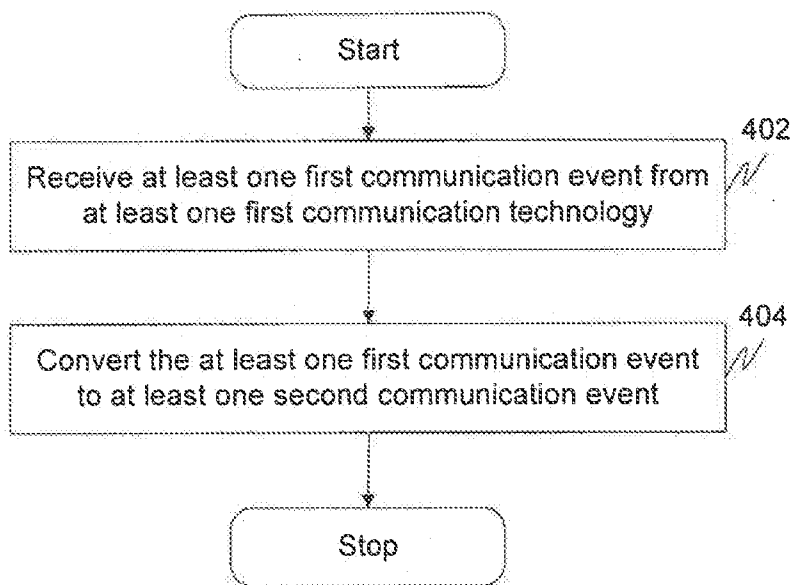 Start
402
Receive at least one first communication event from
at least one first communication technology
404
Convert the at least one first communication event
to at least one second communication event
Stop